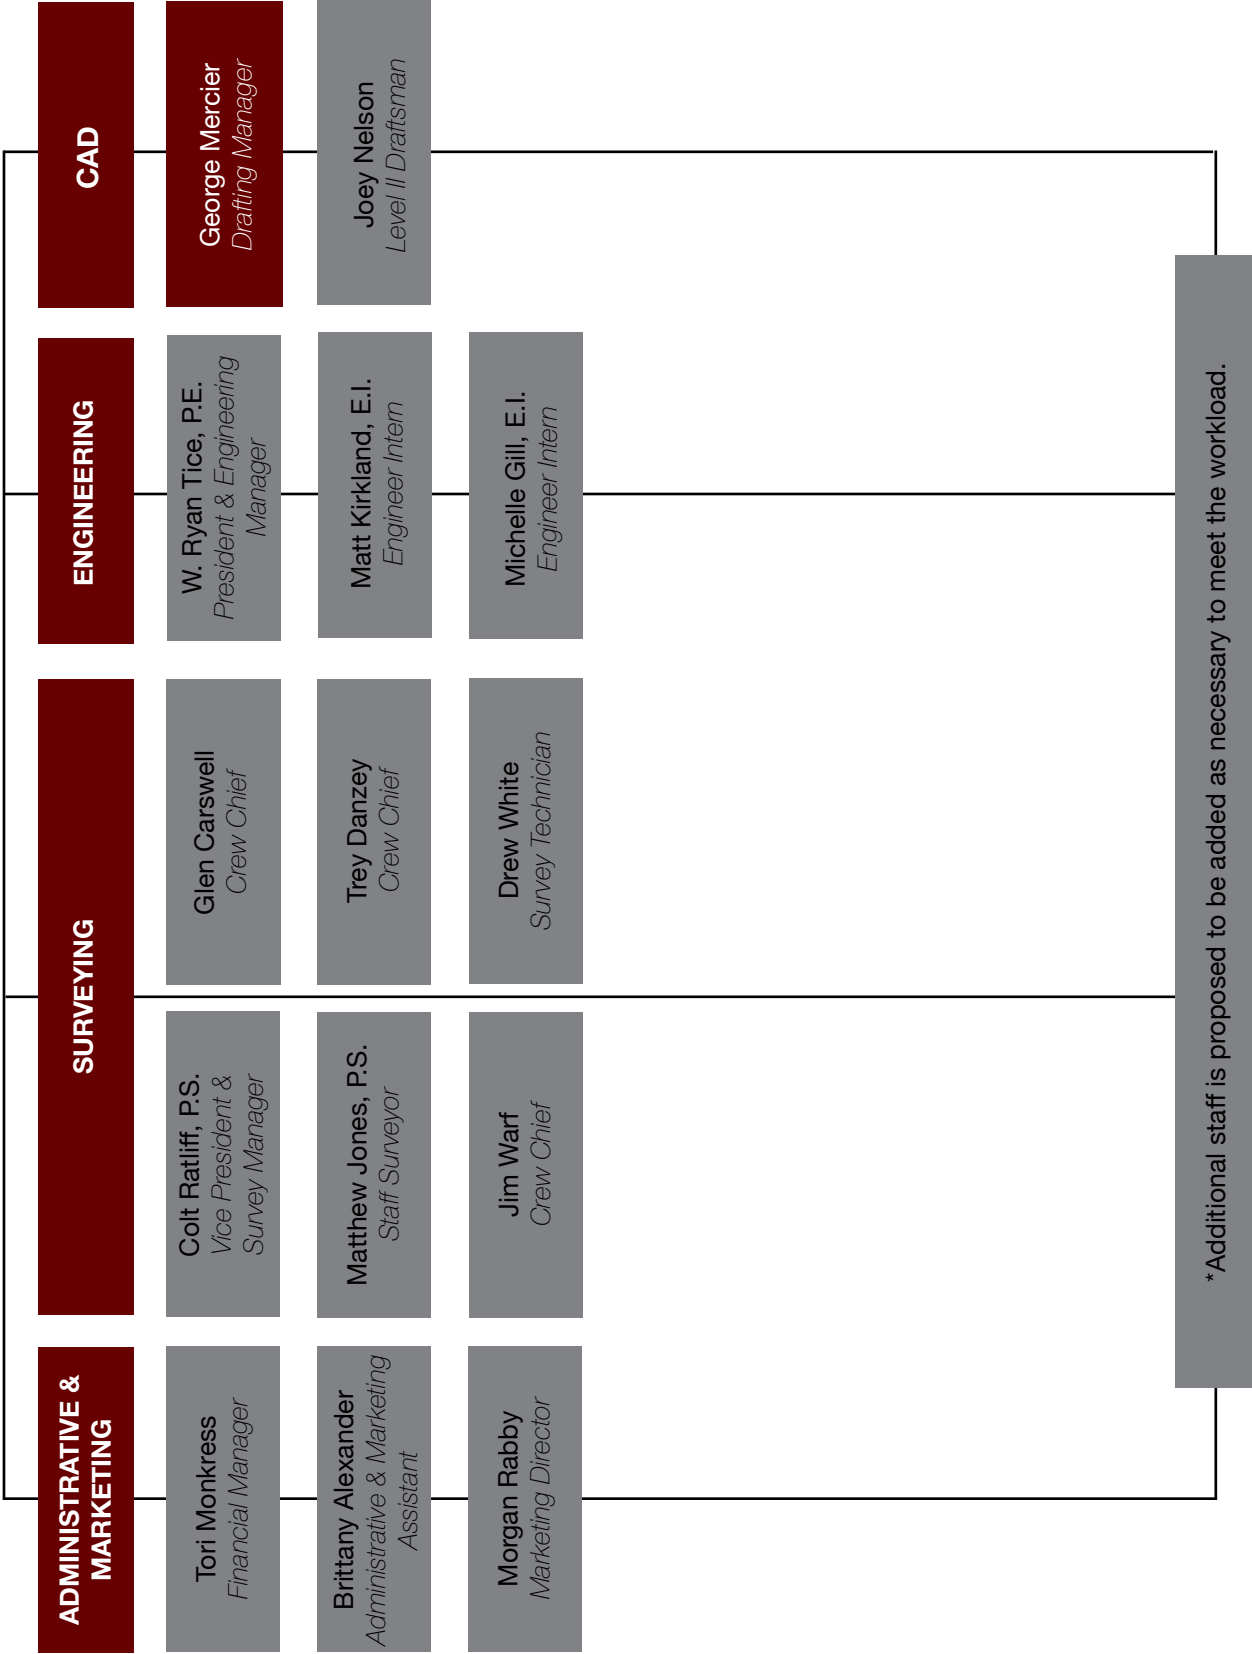 ADMINISTRATIVE &
MARKETING
Tori Monkress
Financial Manager
Brittany Alexander
Administrative & Marketing
Assistant
Morgan Rabby
Marketing Director
SURVEYING
Colt Ratliff, P.S.
Vice President &
Survey Manager
Matthew Jones, P.S.
Staff Surveyor
Jim Warf
Crew Chief
Glen Carswell
Crew Chief
Trey Danzey
Crew Chief
Drew White
Survey Technician
ENGINEERING
W. Ryan Tice, P.E.
President & Engineering
Manager
Matt Kirkland, E.I.
Engineer Intern
Michelle Gill, E.I.
Engineer Intern
CAD
George Mercier
Drafting Manager
Joey Nelson
Level II Draftsman
*Additional staff is proposed to be added as necessary to meet the workload.